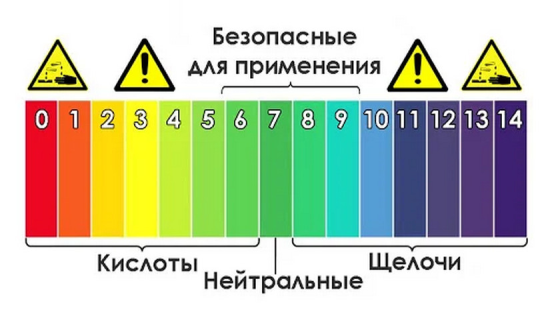 Безопасные
для применения
0 1 2 3 4 5 6 7 8 9 10 11 12 13 14
Кислоты
Нейтральные
Щелочи